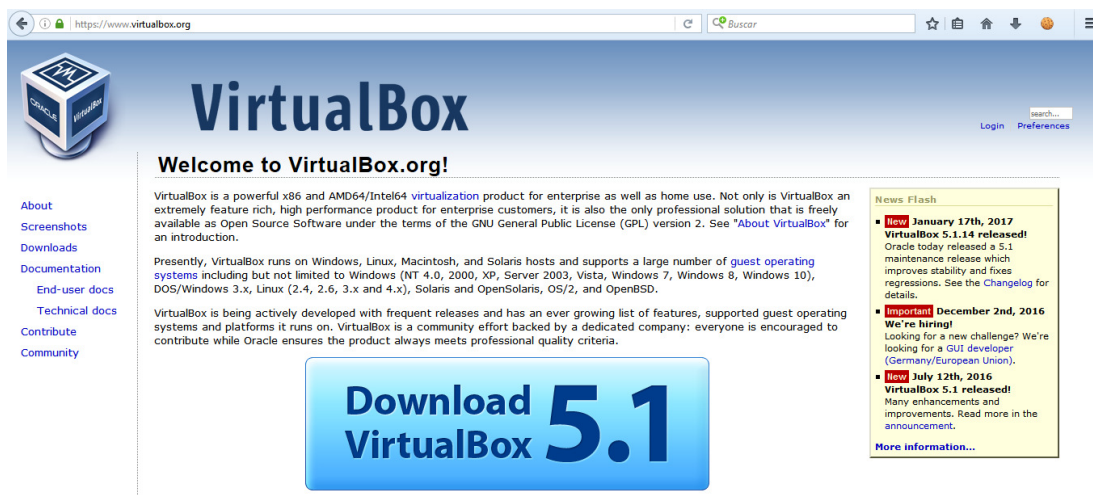 https://www.virtualbox.org
Buscar
ORACLE
VirtualBox
VirtualBox
search...
Login Preferences
Welcome to VirtualBox.org!
About
Screenshots
Downloads
Documentation
End-user docs
Technical docs
Contribute
Community
VirtualBox is a powerful x86 and AMD64/Intel64 virtualization product for enterprise as well as home use. Not only is VirtualBox an
extremely feature rich, high performance product for enterprise customers, it is also the only professional solution that is freely
available as Open Source Software under the terms of the GNU General Public License (GPL) version 2. See "About VirtualBox" for
an introduction.
Presently, VirtualBox runs on Windows, Linux, Macintosh, and Solaris hosts and supports a large number of guest operating
systems including but not limited to Windows (NT 4.0, 2000, XP, Server 2003, Vista, Windows 7, Windows 8, Windows 10),
DOS/Windows 3.x, Linux (2.4, 2.6, 3.x and 4.x), Solaris and OpenSolaris, OS/2, and OpenBSD.
VirtualBox is being actively developed with frequent releases and has an ever growing list of features, supported guest operating
systems and platforms it runs on. VirtualBox is a community effort backed by a dedicated company: everyone is encouraged to
contribute while Oracle ensures the product always meets professional quality criteria.
Download
VirtualBox
5.1
News Flash
New January 17th, 2017
VirtualBox 5.1.14 released!
Oracle today released a 5.1
maintenance release which
improves stability and fixes
regressions. See the Changelog for
details.
Important December 2nd, 2016
We're hiring!
Looking for a new challenge? We're
looking for a GUI developer
(Germany/European Union).
New July 12th, 2016
VirtualBox 5.1 released!
Many enhancements and
improvements. Read more in the
announcement.
More information...